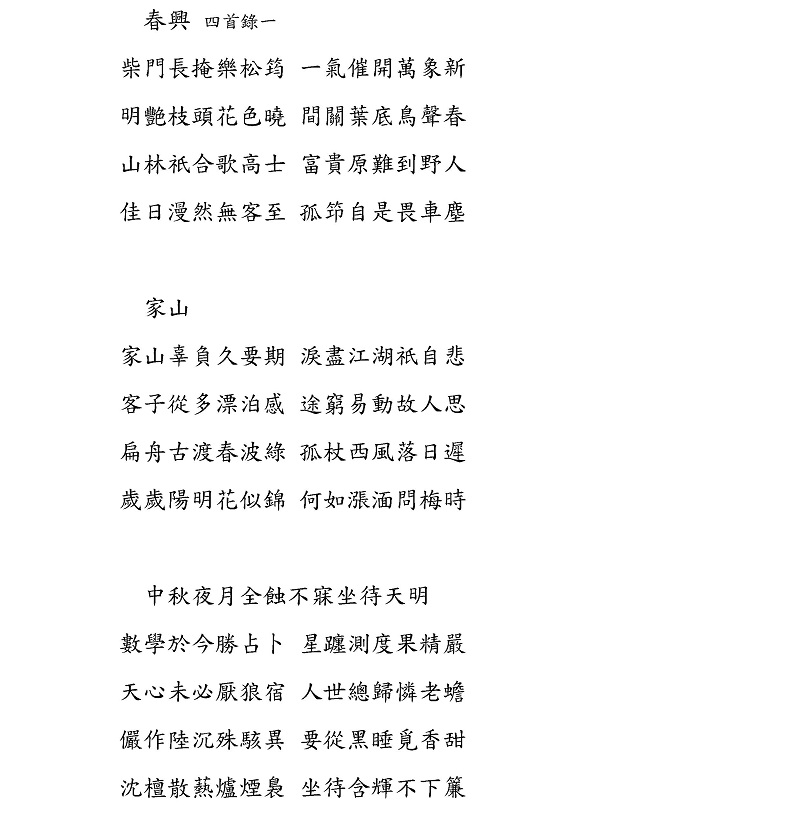 春興 四首錄一
柴門長掩樂松筠 一氣催開萬象新
明艷枝頭花色曉 間關葉底鳥聲春
山林祇合歌高士 富貴原難到野人
佳日漫然無客至 孤笻自是畏車塵
家山
家山辜負久要期 淚盡江湖祇自悲
客子從多漂泊感 途窮易動故人思
扁舟古渡春波綠 孤杖西風落日遲
歲歲陽明花似錦 何如漲湎問梅時
中秋夜月全蝕不寐坐待天明
數學於今勝占卜 星躔測度果精嚴
天心未必厭狼宿 人世總歸憐老蟾
儼作陸沉殊駭異 要從黑睡覓香甜
沈檀散爇爐煙裊 坐待含輝不下簾